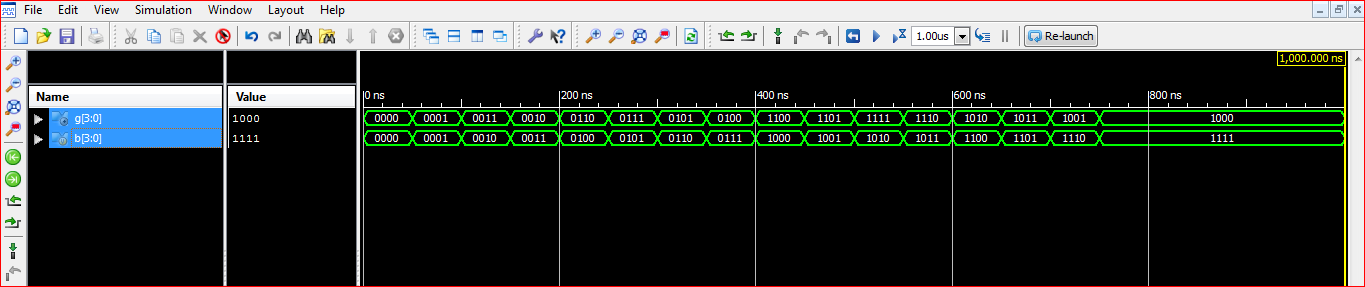 File Edit View Simulation Window Layout Help
1.00us Re-launch
1,000.000 ns
Name Value 0 ns 200 ns 400 ns 600 ns 800 ns
g[3:0] 1000 0000 0001 0011 0010 0110 0111 0101 0100 1100 1101 1111 1110 1010 1011 1001 1000
b[3:0] 1111 0000 0001 0010 0011 0100 0101 0110 0111 1000 1001 1010 1011 1100 1101 1110 1111